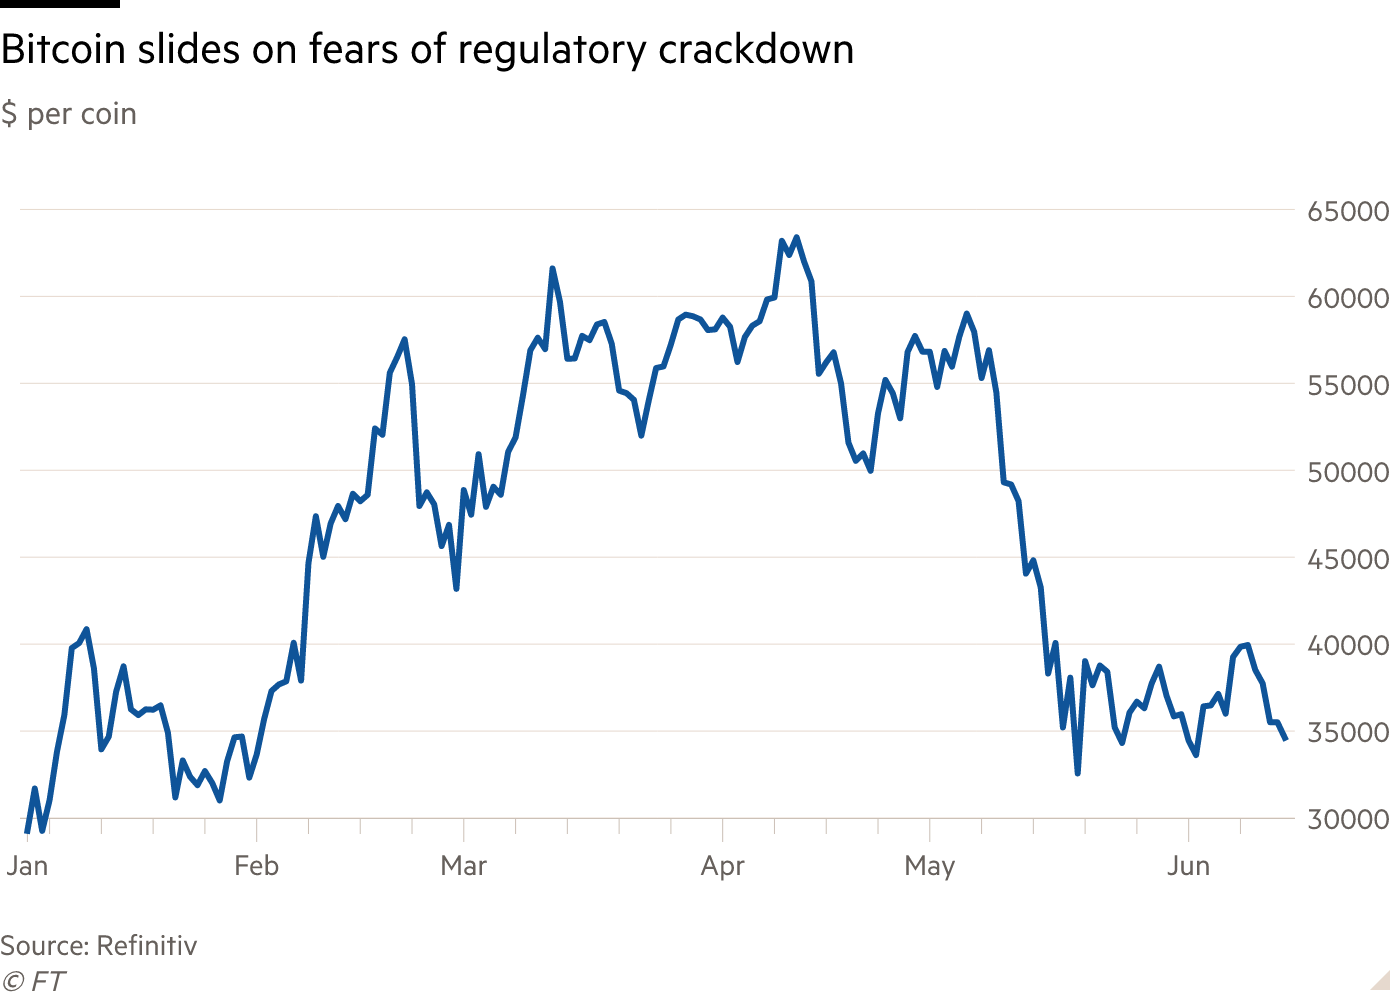 Bitcoin slides on fears of regulatory crackdown
$ per coin
65000
60000
55000
50000
45000
40000
35000
30000
Jan Feb Mar Apr May Jun
Source: Refinitiv
© FT